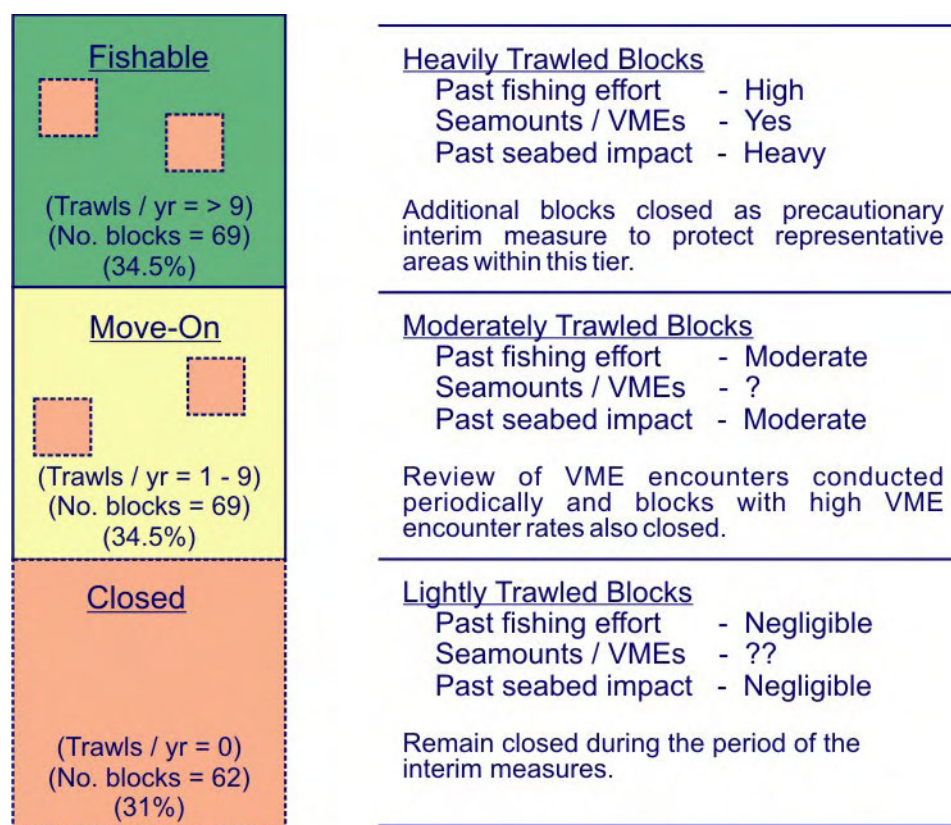 Fishable
(Trawls / yr = > 9)
(No. blocks = 69)
(34.5%)
Heavily Trawled Blocks
Past fishing effort - High
Seamounts / VMEs - Yes
Past seabed impact - Heavy
Additional blocks closed as precautionary
interim measure to protect representative
areas within this tier.
Move-On
(Trawls / yr = 1 - 9)
(No. blocks = 69)
(34.5%)
Moderately Trawled Blocks
Past fishing effort - Moderate
Seamounts / VMEs - ?
Past seabed impact - Moderate
Review of VME encounters conducted
periodically and blocks with high VME
encounter rates also closed.
Closed
(Trawls / yr = 0)
(No. blocks = 62)
(31%)
Lightly Trawled Blocks
Past fishing effort - Negligible
Seamounts / VMEs - ??
Past seabed impact - Negligible
Remain closed during the period of the
interim measures.